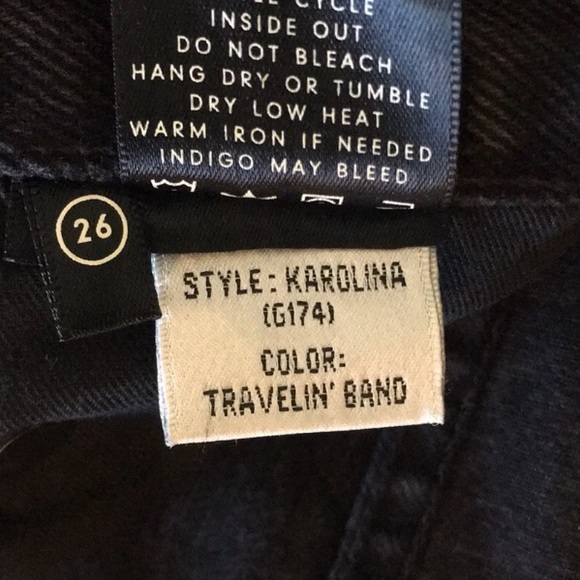 CYCLE
INSIDE OUT
DO NOT BLEACH
HANG DRY OR TUMBLE
DRY LOW HEAT
WARM IRON IF NEEDED
INDIGO MAY BLEED
26
STYLE: KAROLINA
(G174)
COLOR:
TRAVELIN' BAND